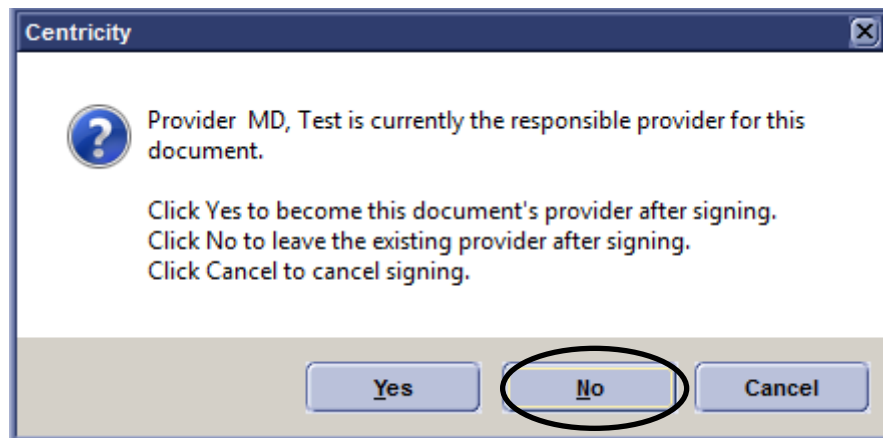 Centricity
Provider  MD, Test is currently the responsible provider for this
document.
Click Yes to become this document's provider after signing.
Click No to leave the existing provider after signing.
Click Cancel to cancel signing.
Yes No Cancel